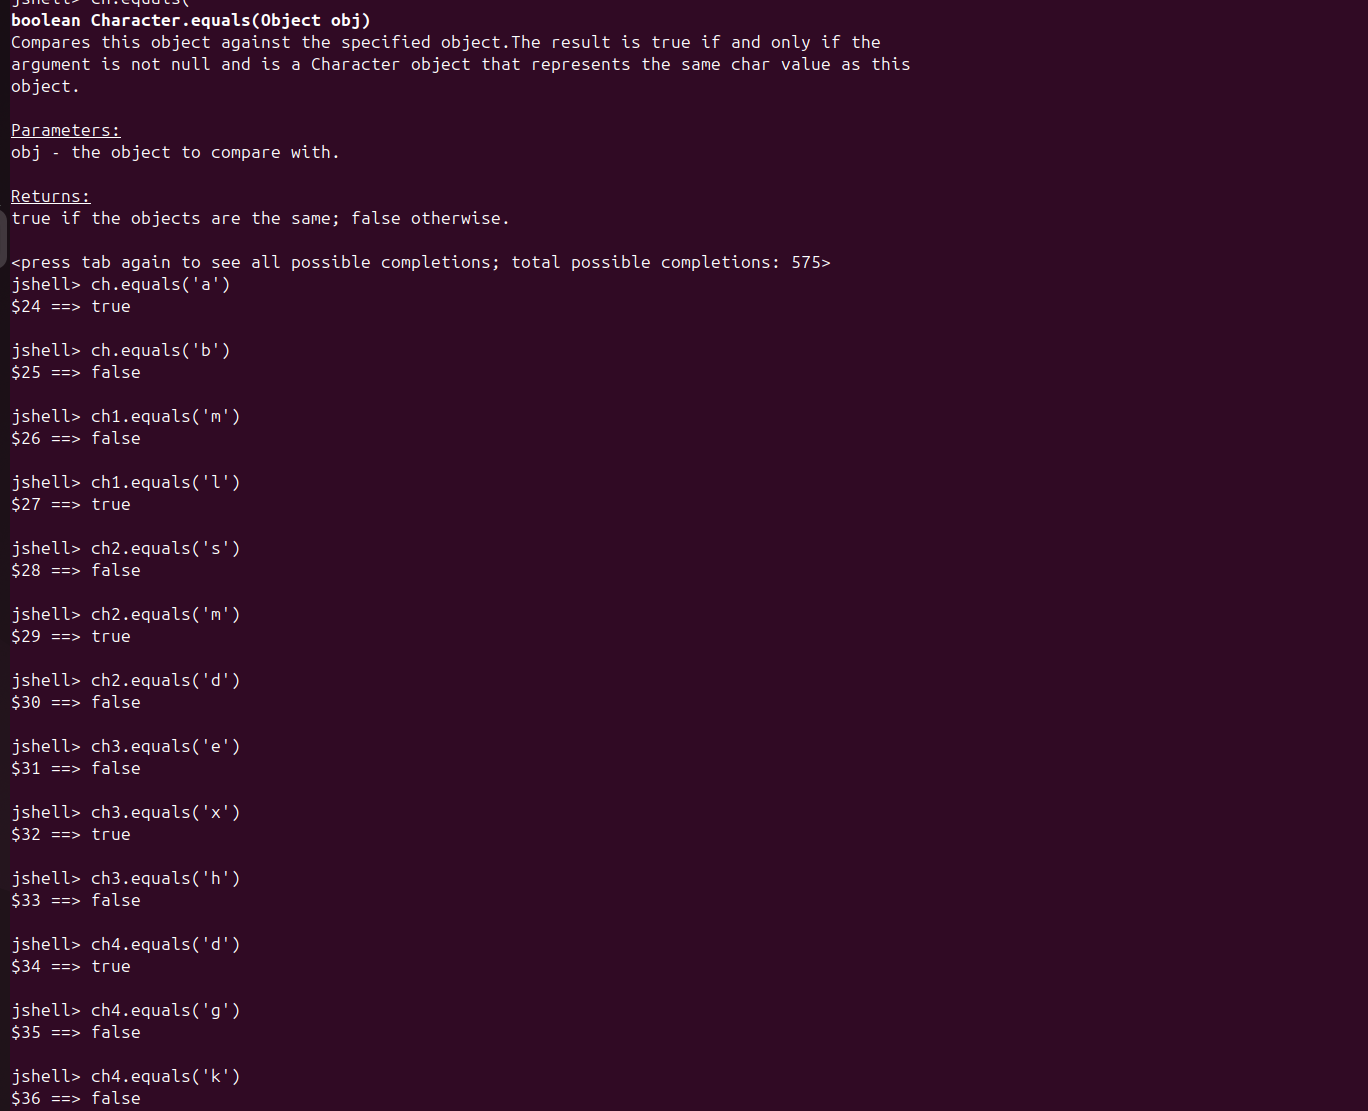 jshell> ch.equals(
boolean Character.equals(Object obj)
Compares this object against the specified object.The result is true if and only if the
argument is not null and is a Character object that represents the same char value as this
object.
Parameters:
obj - the object to compare with.
Returns:
true if the objects are the same; false otherwise.
<press tab again to see all possible completions; total possible completions: 575>
jshell> ch.equals('a')
$24 ==> true
jshell> ch.equals('b')
$25 ==> false
jshell> ch1.equals('m')
$26 ==> false
jshell> ch1.equals('l')
$27 ==> true
jshell> ch2.equals('s')
$28 ==> false
jshell> ch2.equals('m')
$29 ==> true
jshell> ch2.equals('d')
$30 ==> false
jshell> ch3.equals('e')
$31 ==> false
jshell> ch3.equals('x')
$32 ==> true
jshell> ch3.equals('h')
$33 ==> false
jshell> ch4.equals('d')
$34 ==> true
jshell> ch4.equals('g')
$35 ==> false
jshell> ch4.equals('k')
$36 ==> false